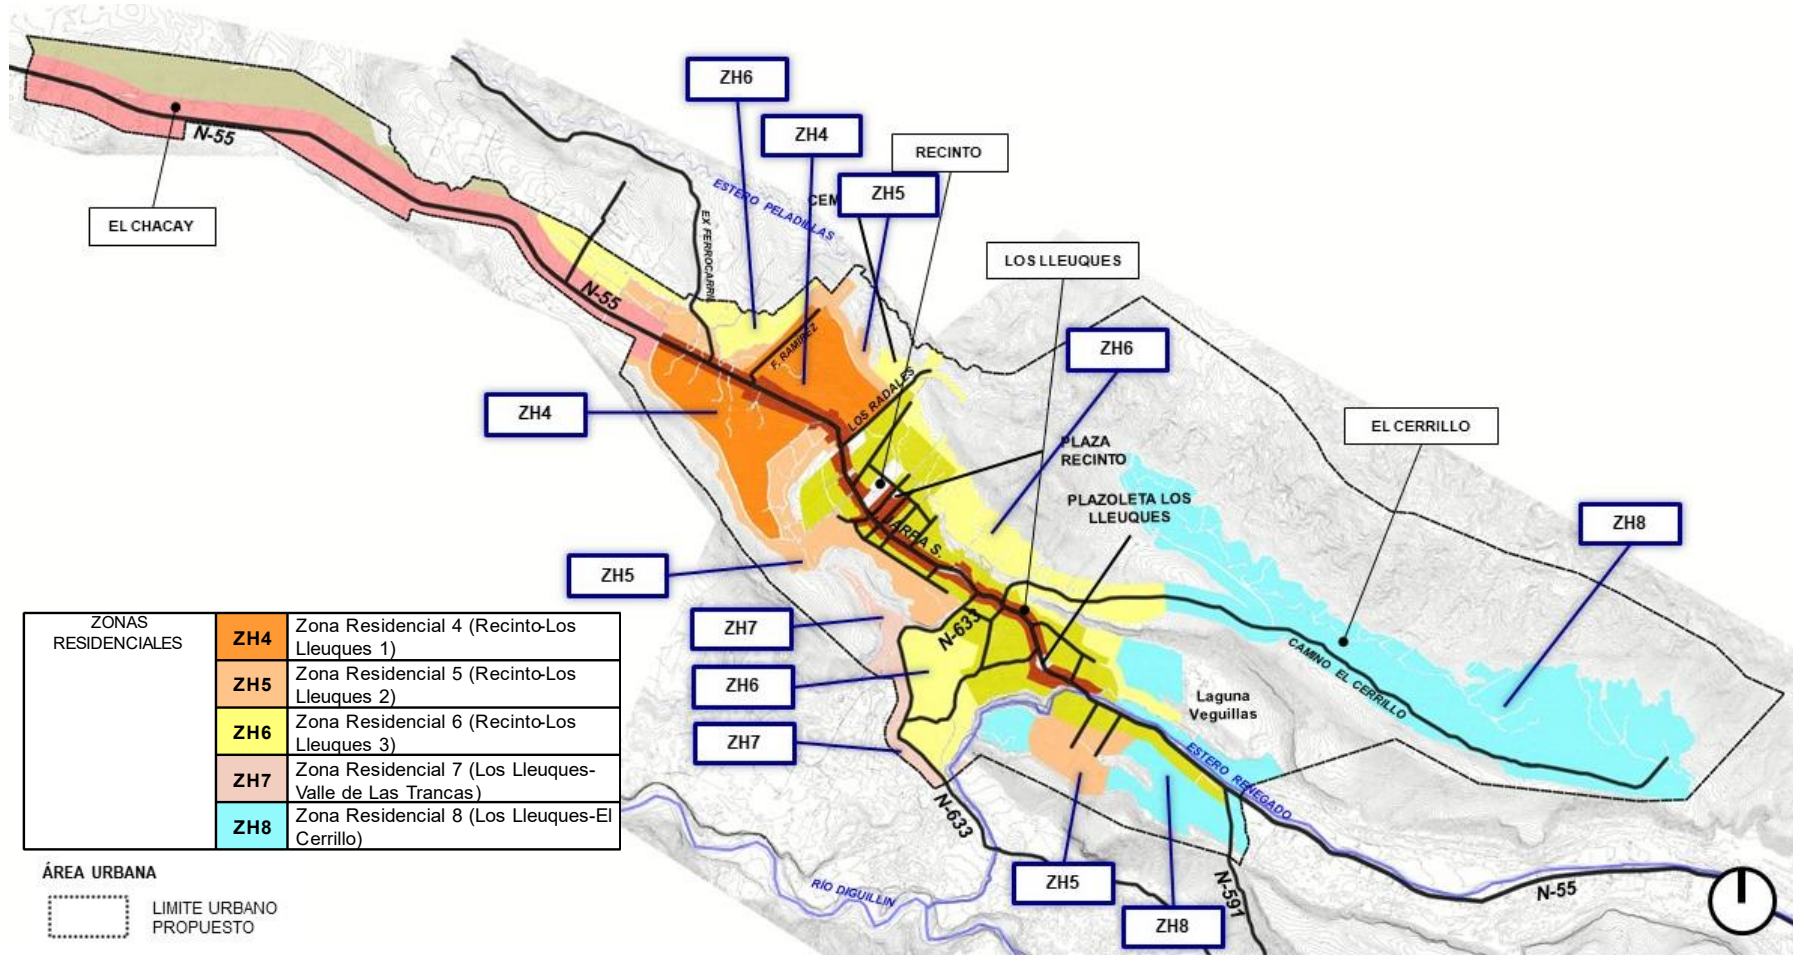 ZH6
ZH4
RECINTO
N-55
ESTERO PELADILLAS
CEM
ZH5
EL CHACAY
EX FERROCARRIL
LOS LLEUQUES
N-55
F. RAMIREZ
ZH6
ZH4
LOS RADALES
EL CERRILLO
PLAZA
RECINTO
PLAZOLETA LOS
LLEUQUES
ZH8
ARPA S.
ZH5
ZONAS
RESIDENCIALES
ZH4
Zona Residencial 4 (Recinto-Los
Lleuques 1)
ZH5
Zona Residencial 5 (Recinto-Los
Lleuques 2)
ZH6
Zona Residencial 6 (Recinto-Los
Lleuques 3)
ZH7
Zona Residencial 7 (Los Lleuques-
Valle de Las Trancas)
ZH8
Zona Residencial 8 (Los Lleuques-El
Cerrillo)
ZH7
N-633
CAMINO EL CERRILLO
ZH6
Laguna
Veguillas
ZH7
ESTERO RENEGADO
N-633
ÁREA URBANA
LIMITE URBANO
PROPUESTO
RÍO DIGUILLIN
ZH5
N-591
N-55
ZH8